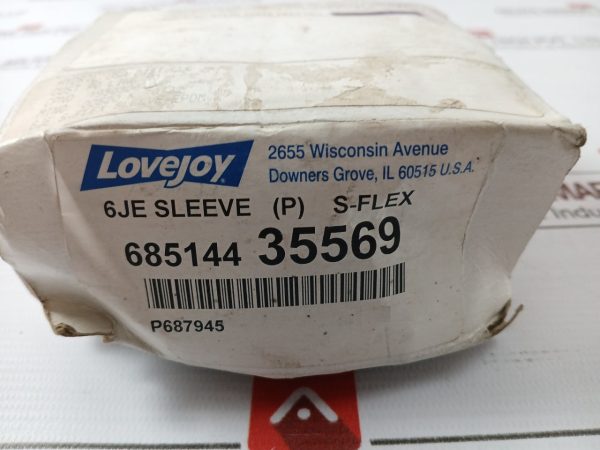 Lovejoy
2655 Wisconsin Avenue
Downers Grove, IL 60515 U.S.A.
6JE SLEEVE (P) S-FLEX
685144 35569
P687945